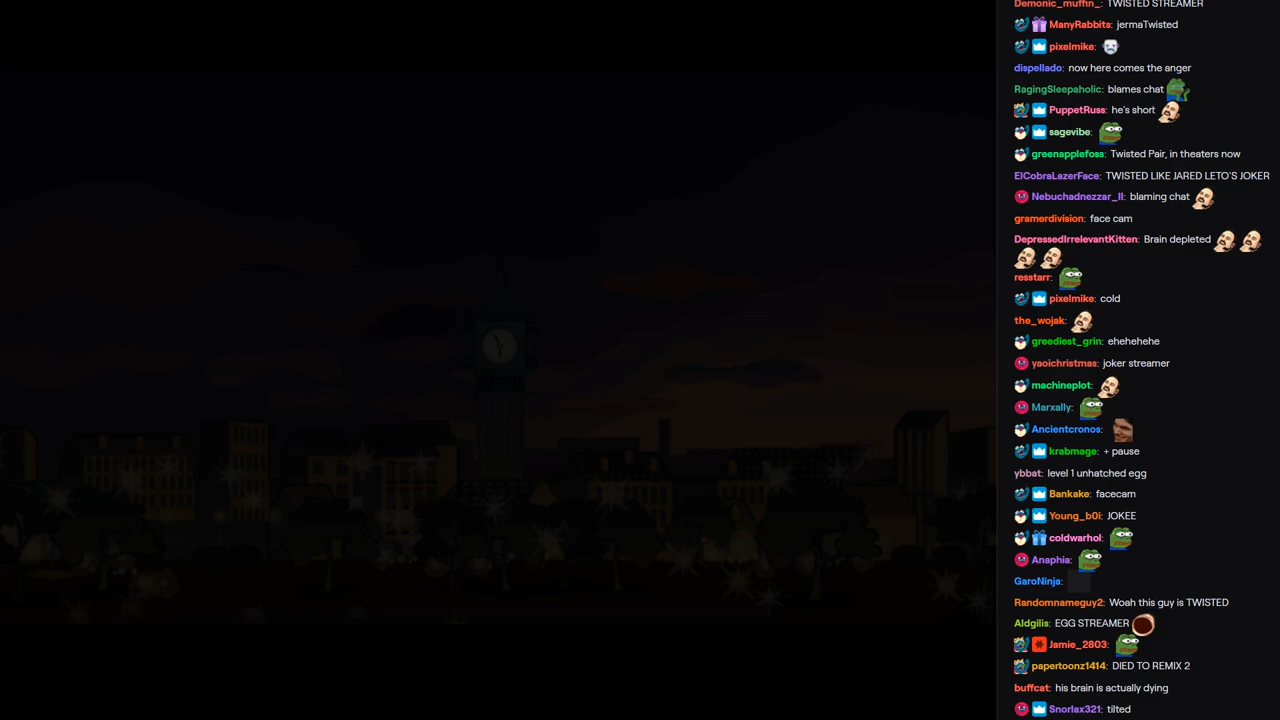 Demonic_muffin_: TWISTED STREAMER
ManyRabbits: jermaTwisted
pixelmike:
dispellado: now here comes the anger
RagingSleepaholic: blames chat
PuppetRuss: he's short
sagevibe:
greenapplefoss: Twisted Pair, in theaters now
ElCobraLazerFace: TWISTED LIKE JARED LETO'S JOKER
Nebuchadnezzar_II: blaming chat
gramerdivision: face cam
DepressedIrrelevantKitten: Brain depleted
resstarr:
pixelmike: cold
the_wojak:
greediest_grin: ehehehehe
yaoichristmas: joker streamer
machineplot:
Marxally:
Ancientcronos:
krabmage: + pause
ybbat: level 1 unhatched egg
Bankake: facecam
Young_b0i: JOKEE
coldwarhol:
Anaphia:
GaroNinja:
Randomnameguy2: Woah this guy is TWISTED
Aldgilis: EGG STREAMER
Jamie_2803:
papertoonz1414: DIED TO REMIX 2
buffcat: his brain is actually dying
Snorlax321: tilted